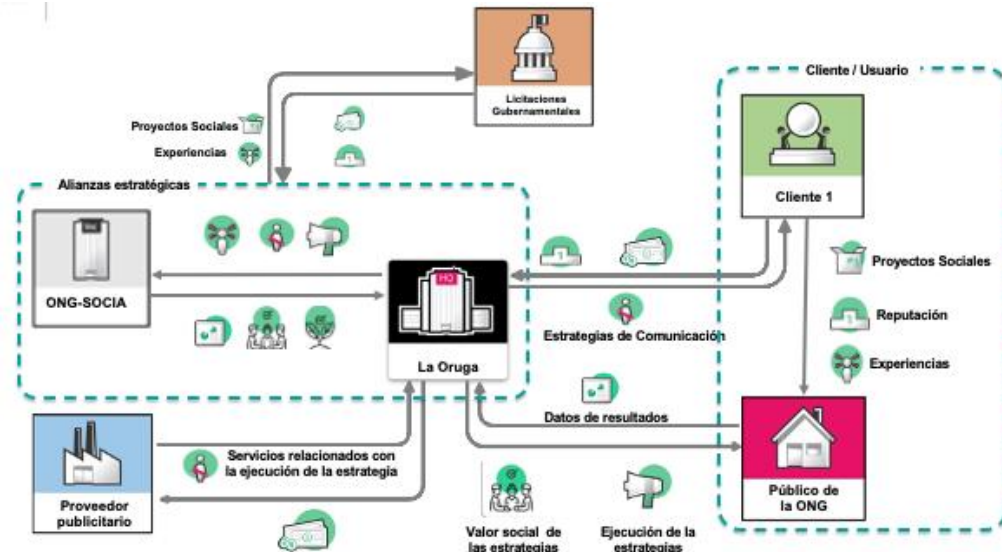 Licitaciones
Gubernamentales
Cliente / Usuario
Proyectos Sociales
Experiencias
Alianzas estratégicas
Cliente 1
HQ
ONG-SOCIA
La Oruga
Estrategias de Comunicación
Proyectos Sociales
Reputación
Experiencias
Datos de resultados
Servicios relacionados con
la ejecución de la estrategia
Proveedor
publicitario
Valor social de
las estrategias
Ejecución de la
estrategias
Público de
la ONG